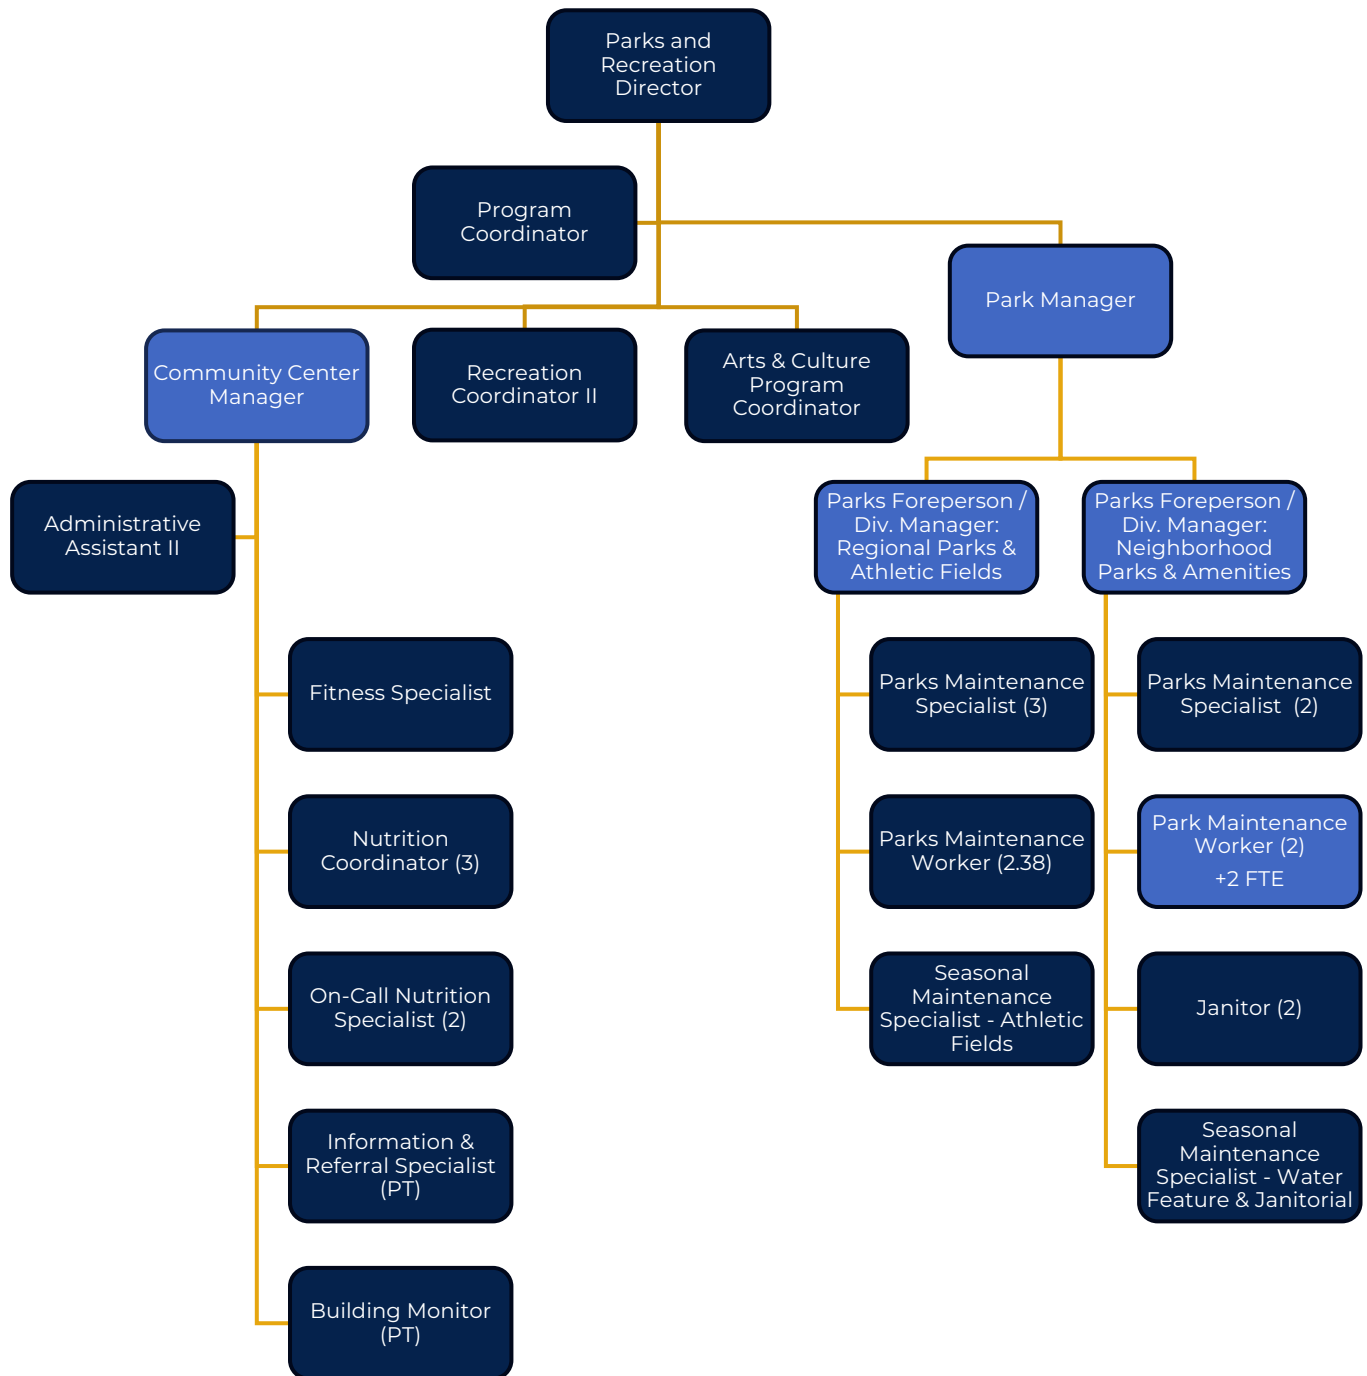 Parks and
Recreation
Director
Program
Coordinator
Park Manager
Community Center
Manager
Recreation
Coordinator II
Arts & Culture
Program
Coordinator
Administrative
Assistant II
Parks Foreperson /
Div. Manager:
Regional Parks &
Athletic Fields
Parks Foreperson /
Div. Manager:
Neighborhood
Parks & Amenities
Fitness Specialist
Parks Maintenance
Specialist (3)
Parks Maintenance
Specialist  (2)
Nutrition
Coordinator (3)
Parks Maintenance
Worker (2.38)
Park Maintenance
Worker (2)
+2 FTE
On-Call Nutrition
Specialist (2)
Seasonal
Maintenance
Specialist - Athletic
Fields
Janitor (2)
Information &
Referral Specialist
(PT)
Seasonal
Maintenance
Specialist - Water
Feature & Janitorial
Building Monitor
(PT)